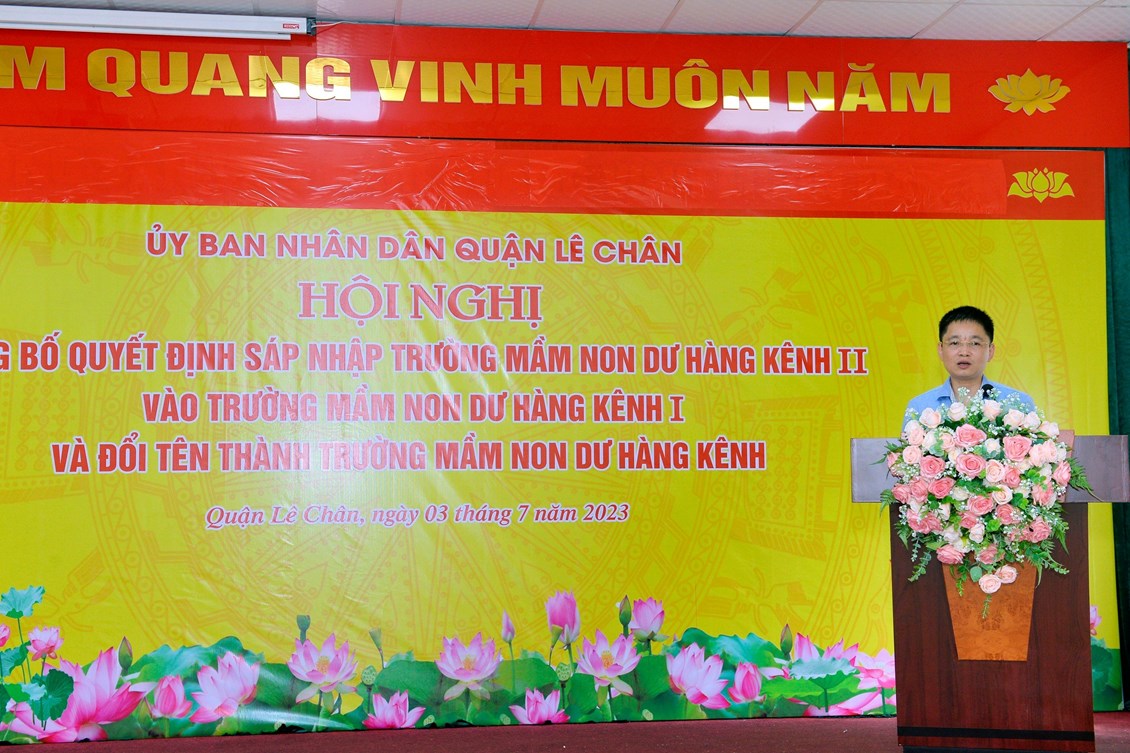 M QUANG VINH MUÔN NĂM
ỦY BAN NHÂN DÂN QUẬN LÊ CHÂN
HỘI NGHỊ
G BỐ QUYẾT ĐỊNH SÁP NHẬP TRƯỜNG MẦM NON DƯ HÀNG KÊNH II
VÀO TRƯỜNG MẦM NON DƯ HÀNG KÊNH I
VÀ ĐỔI TÊN THÀNH TRƯỜNG MẦM NON DƯ HÀNG KÊNH
Quận Lê Chân, ngày 03 tháng 7 năm 2023